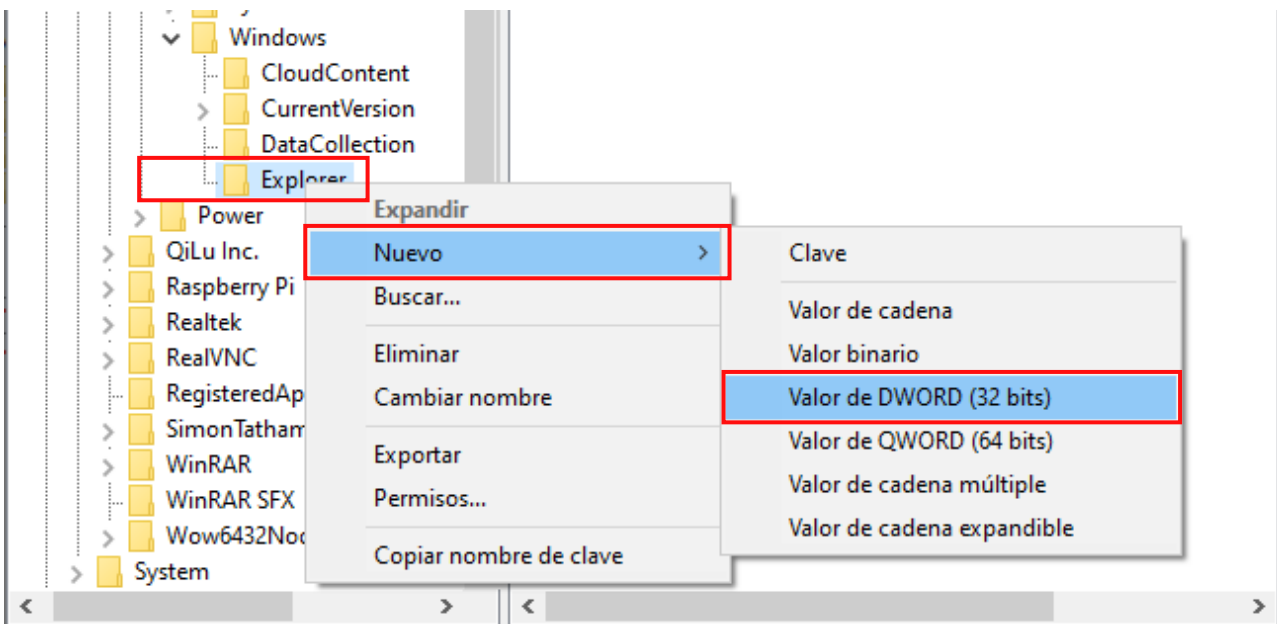 Windows
CloudContent
CurrentVersion
DataCollection
Explorer
Power
QiLu Inc.
Raspberry Pi
Realtek
RealVNC
RegisteredAp
SimonTatham
WinRAR
WinRAR SFX
Wow6432Noc
System
Expandir
Nuevo
Buscar...
Eliminar
Cambiar nombre
Exportar
Permisos...
Copiar nombre de clave
Clave
Valor de cadena
Valor binario
Valor de DWORD (32 bits)
Valor de QWORD (64 bits)
Valor de cadena múltiple
Valor de cadena expandible